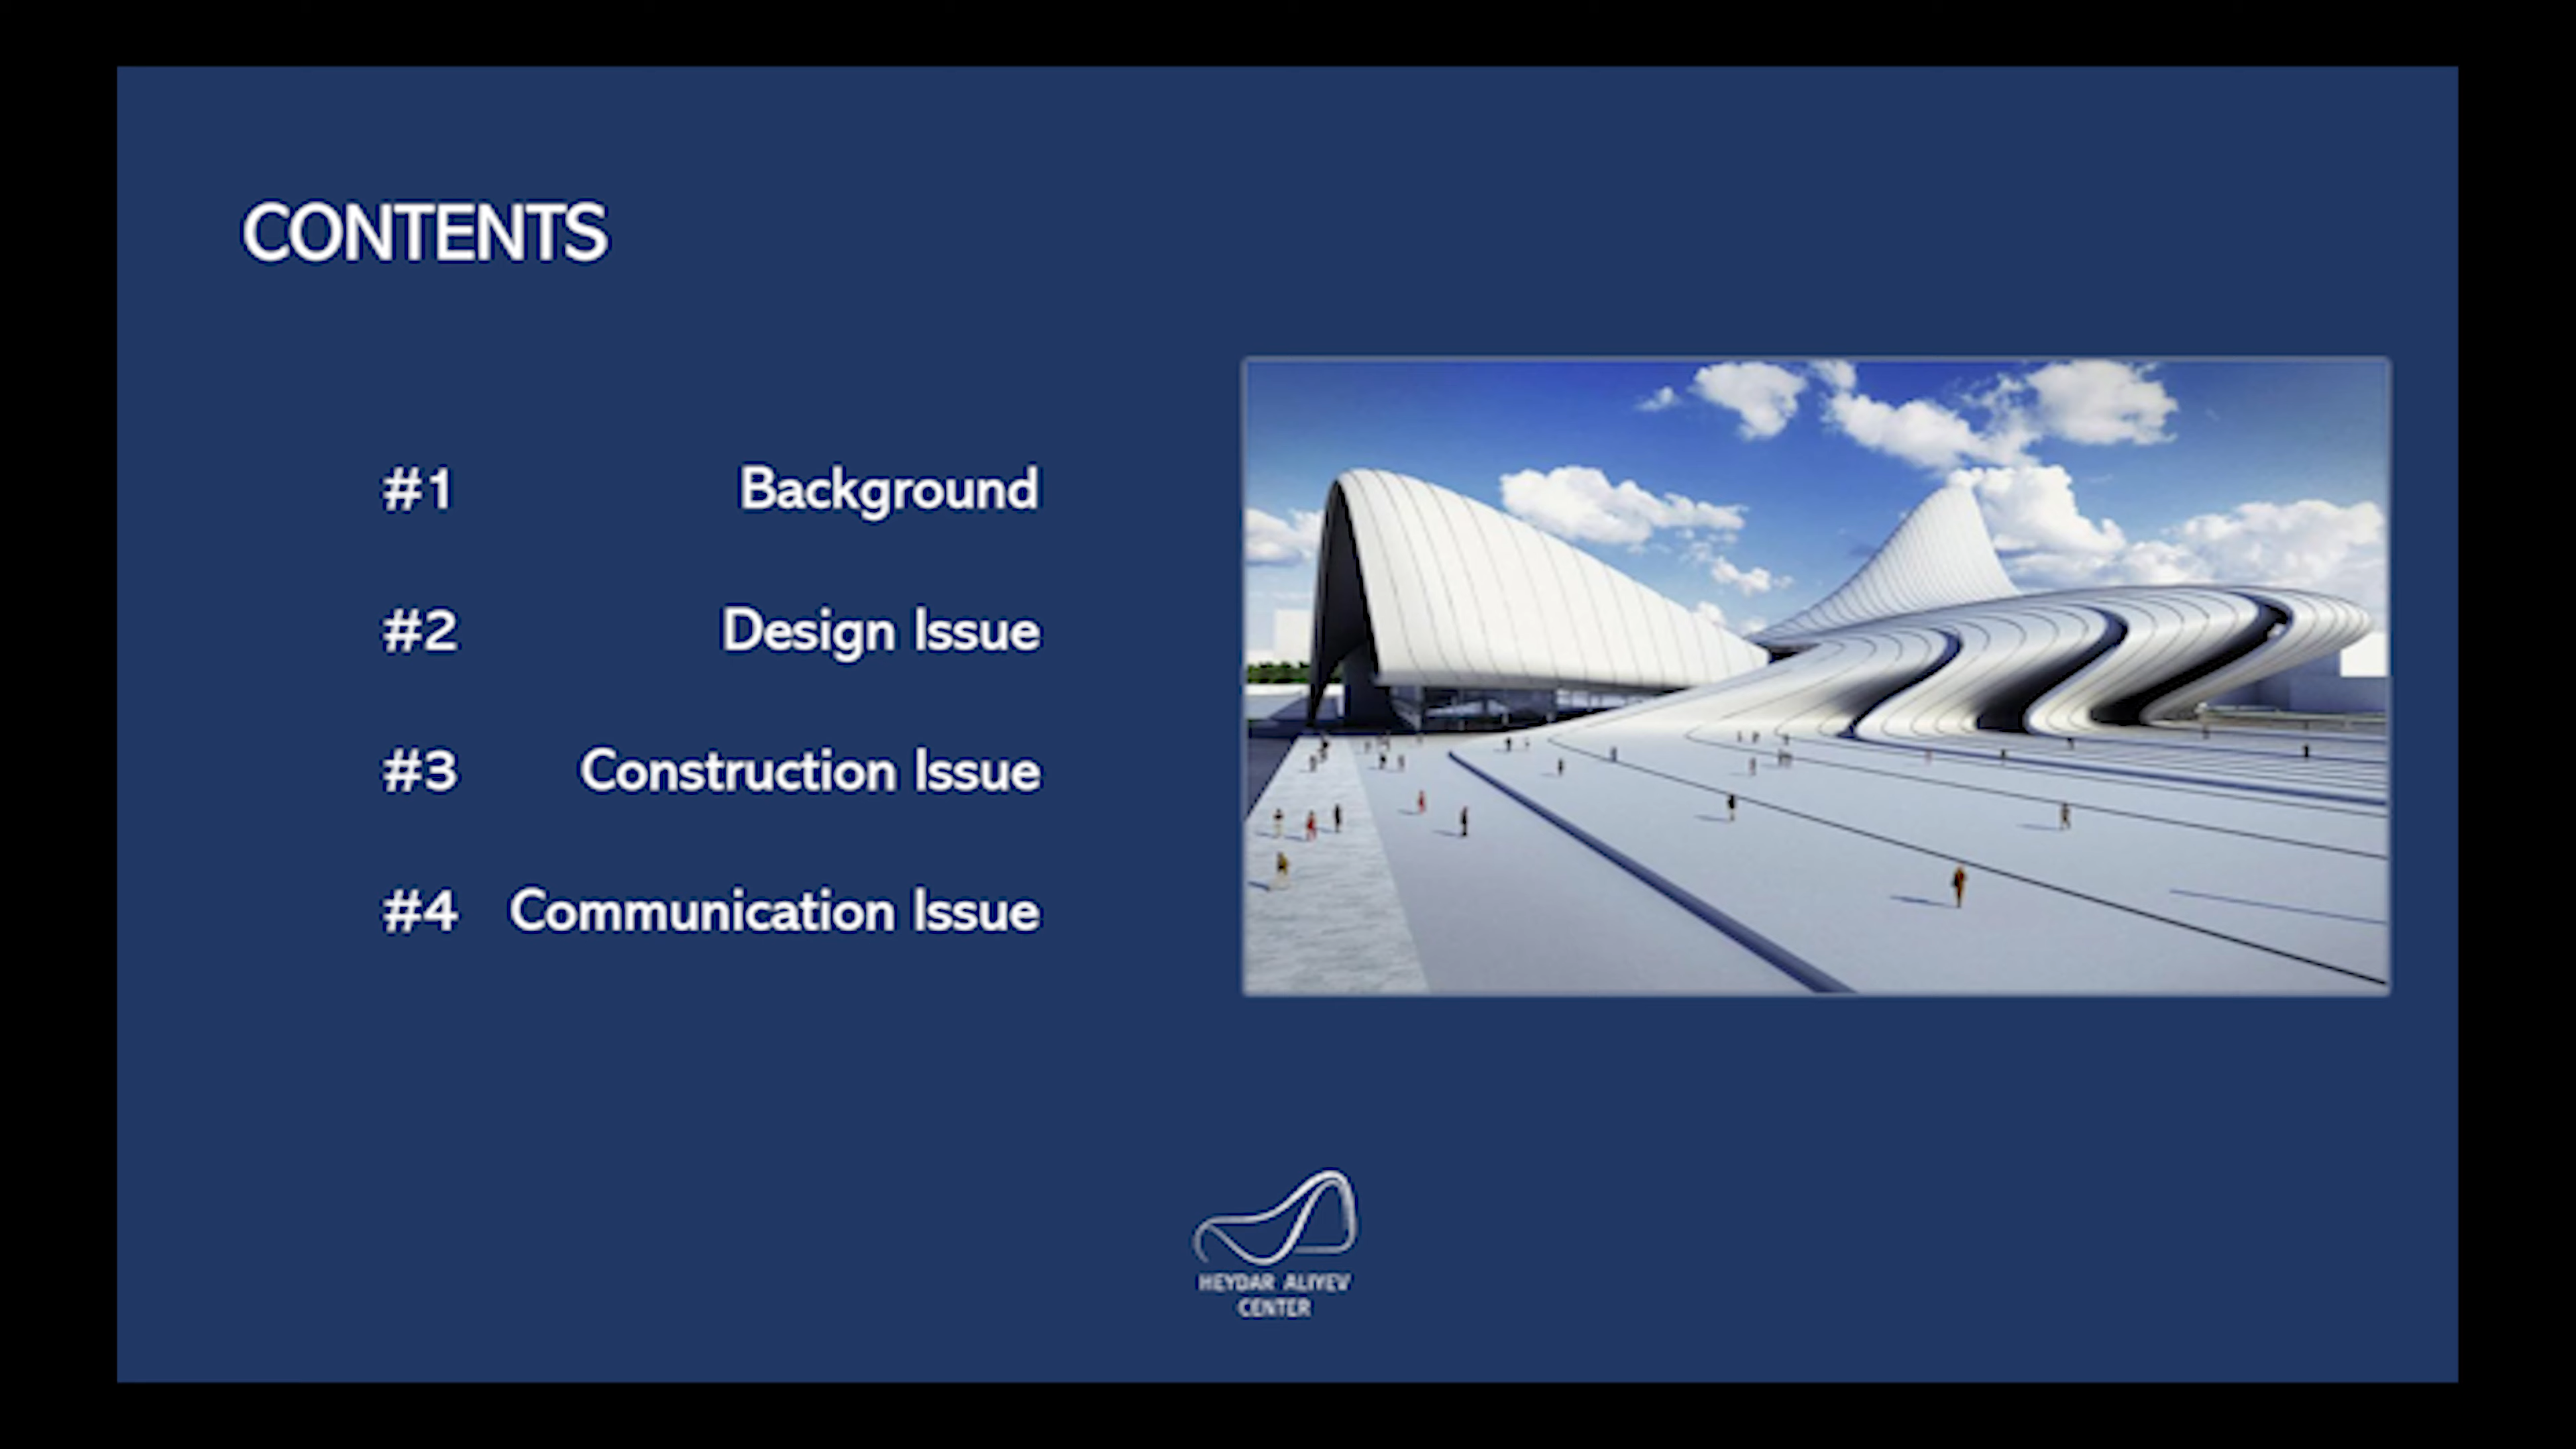 CONTENTS
#1 Background
#2 Design Issue
#3 Construction Issue
#4 Communication Issue
HEYDAR ALIYEV
CENTER